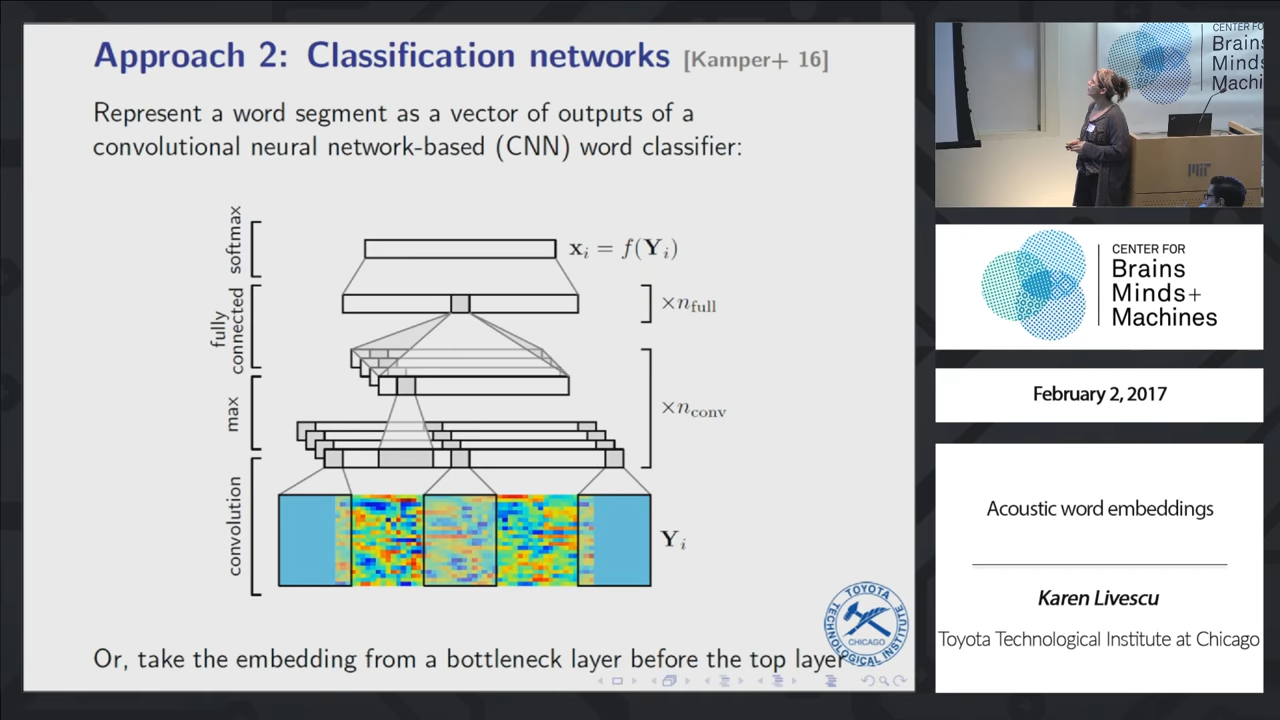 Approach 2: Classification networks [Kamper+ 16]
Represent a word segment as a vector of outputs of a
convolutional neural network-based (CNN) word classifier:
softmax
xᵢ = f(Yᵢ)
fully
connected
×n_full
max
×n_conv
convolution
Yᵢ
Or, take the embedding from a bottleneck layer before the top layer
TOYOTA
TECHNOLOGICAL INSTITUTE
CHICAGO
CENTER FOR
Brains
Minds
Machi
MIT
CENTER FOR
Brains
Minds+
Machines
February 2, 2017
Acoustic word embeddings
Karen Livescu
Toyota Technological Institute at Chicago